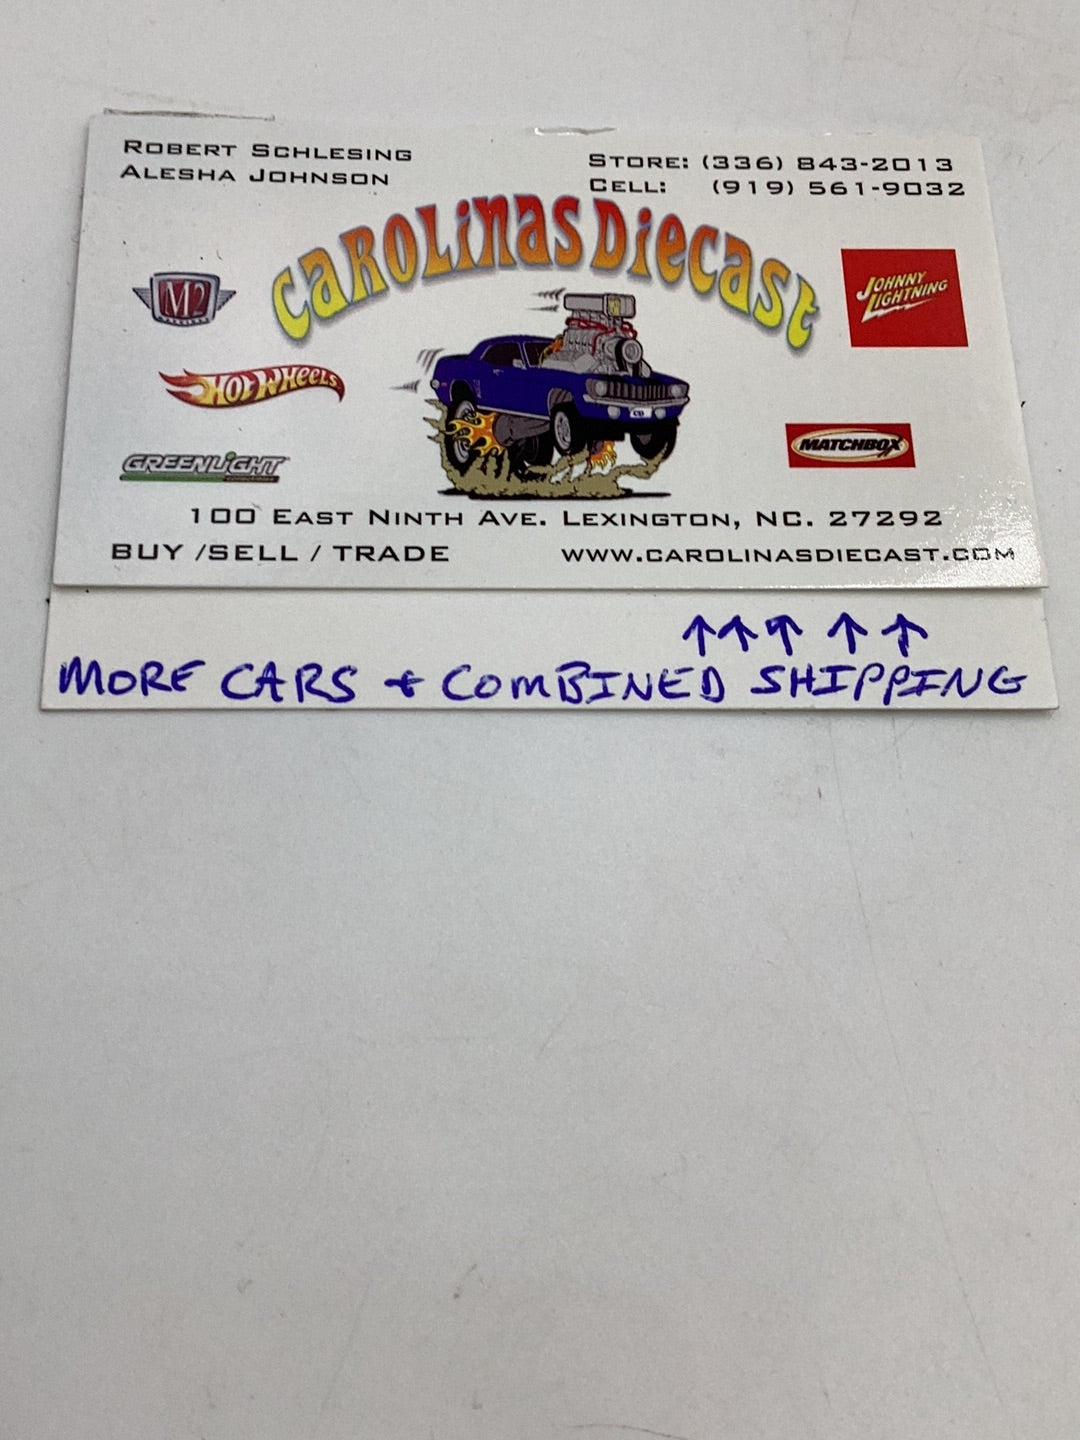 ROBERT SCHLESING
ALESHA JOHNSON
STORE: (336) 843-2013
CELL: (919) 561-9032
CAROLINAS DIECAST
M2
JOHNNY
LIGHTNING
HOT WHEELS
MATCHBOX
GREENLIGHT
100 EAST NINTH AVE. LEXINGTON, NC. 27292
BUY /SELL / TRADE
WWW.CAROLINASDIECAST.COM
↑↑↑↑↑
MORE CARS + COMBINED SHIPPING